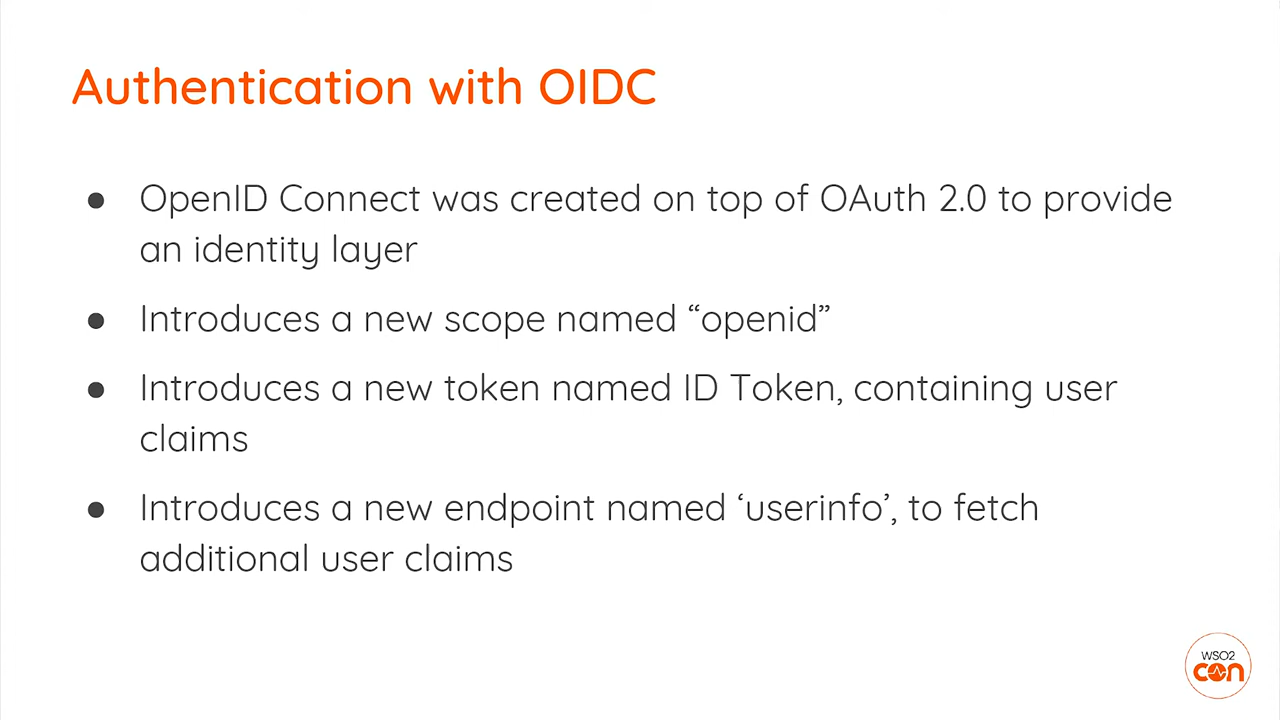 Authentication with OIDC
● OpenID Connect was created on top of OAuth 2.0 to provide
an identity layer
● Introduces a new scope named “openid”
● Introduces a new token named ID Token, containing user
claims
● Introduces a new endpoint named ‘userinfo’, to fetch
additional user claims
WSO2
con